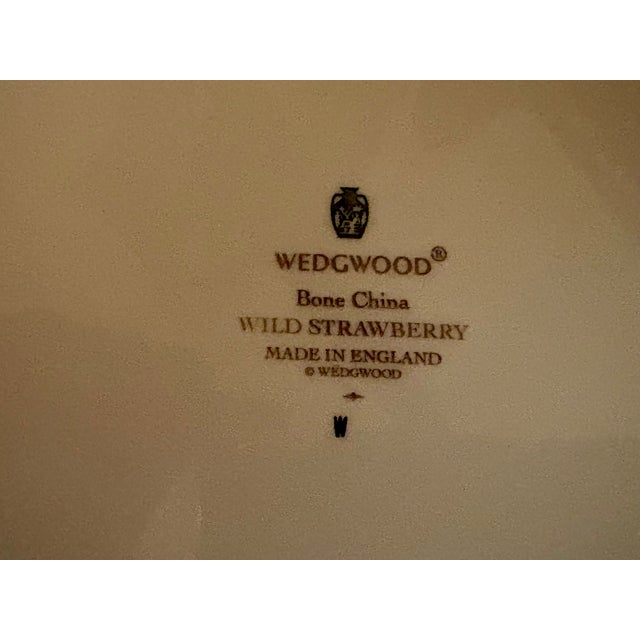 WEDGWOOD®
Bone China
WILD STRAWBERRY
MADE IN ENGLAND
© WEDGWOOD
W